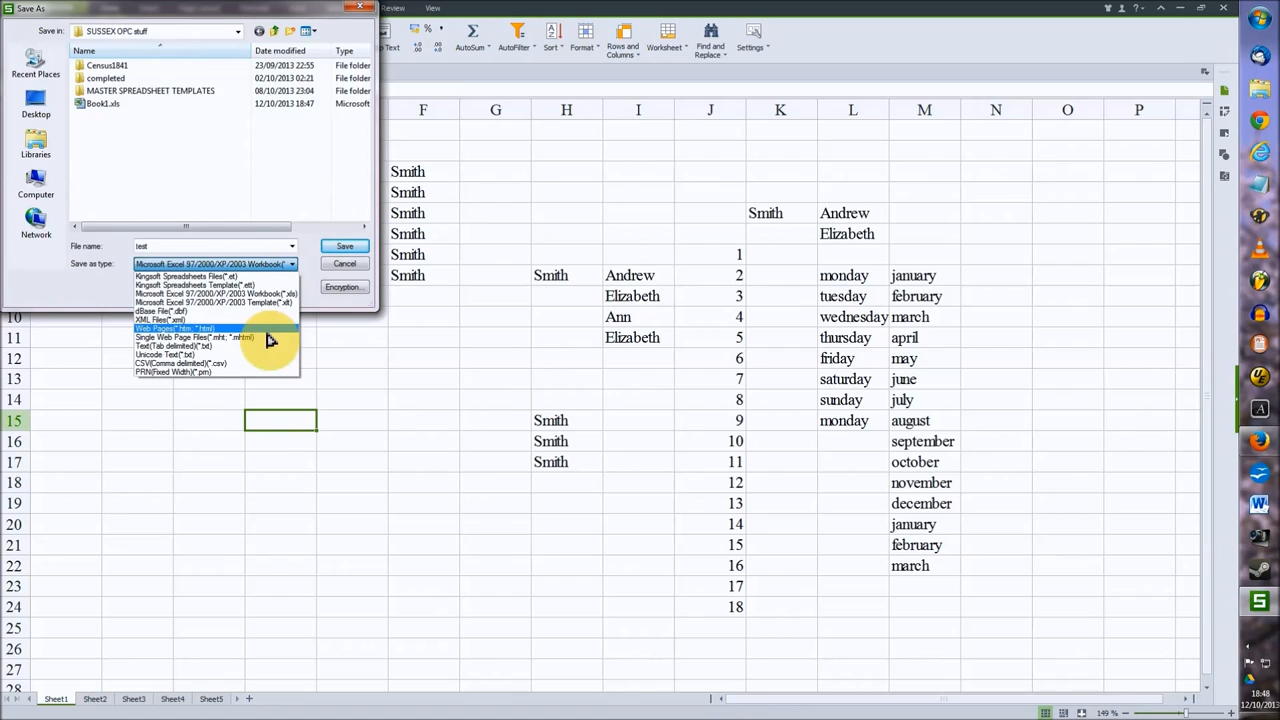 Save As
Review View
Save in: SUSSEX OPC stuff
Name Date modified Type
Census1841 23/09/2013 22:55 File folder
completed 02/10/2013 02:21 File folder
MASTER SPREADSHEET TEMPLATES 08/10/2013 23:04 File folder
Book1.xls 12/10/2013 18:47 Microsoft
Recent Places
Desktop
Libraries
Computer
Network
File name: test Save
Save as type: Microsoft Excel 97/2000/XP/2003 Workbook(* Cancel
Encryption...
Kingsoft Spreadsheets Files(*.et)
Kingsoft Spreadsheets Template(*.ett)
Microsoft Excel 97/2000/XP/2003 Workbook(*.xls)
Microsoft Excel 97/2000/XP/2003 Template(*.xlt)
dBase File(*.dbf)
XML Files(*.xml)
Web Pages(*.htm; *.html)
Single Web Page Files(*.mht; *.mhtml)
Text(Tab delimited)(*.txt)
Unicode Text(*.txt)
CSV(Comma delimited)(*.csv)
PRN(Fixed Width)(*.prn)
Text AutoSum AutoFilter Sort Format Rows and Columns Worksheet Find and Replace Settings
F G H I J K L M N O P
Smith
Smith
Smith Smith Andrew
Smith Elizabeth
Smith 1
Smith Smith Andrew 2 monday january
Elizabeth 3 tuesday february
10 Ann 4 wednesday march
11 Elizabeth 5 thursday april
12 6 friday may
13 7 saturday june
14 8 sunday july
15 Smith 9 monday august
16 Smith 10 september
17 Smith 11 october
18 12 november
19 13 december
20 14 january
21 15 february
22 16 march
23 17
24 18
25
26
27
28
Sheet1 Sheet2 Sheet3 Sheet4 Sheet5
149 %
18:48
12/10/2013